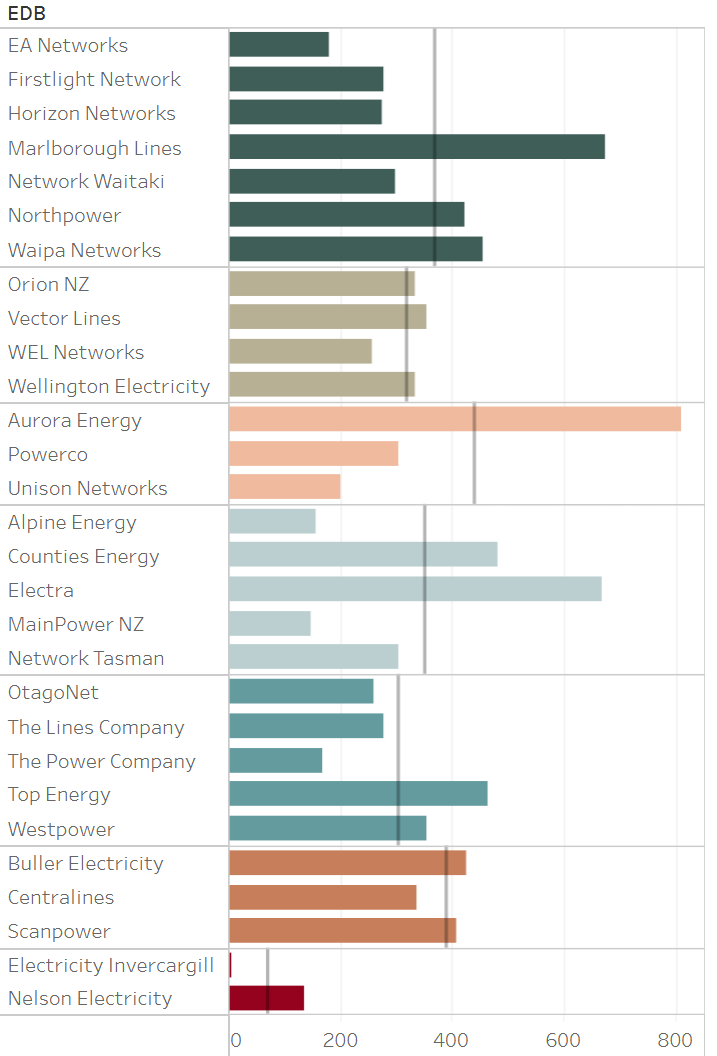 EDB
EA Networks
Firstlight Network
Horizon Networks
Marlborough Lines
Network Waitaki
Northpower
Waipa Networks
Orion NZ
Vector Lines
WEL Networks
Wellington Electricity
Aurora Energy
Powerco
Unison Networks
Alpine Energy
Counties Energy
Electra
MainPower NZ
Network Tasman
OtagoNet
The Lines Company
The Power Company
Top Energy
Westpower
Buller Electricity
Centralines
Scanpower
Electricity Invercargill
Nelson Electricity
0 200 400 600 800